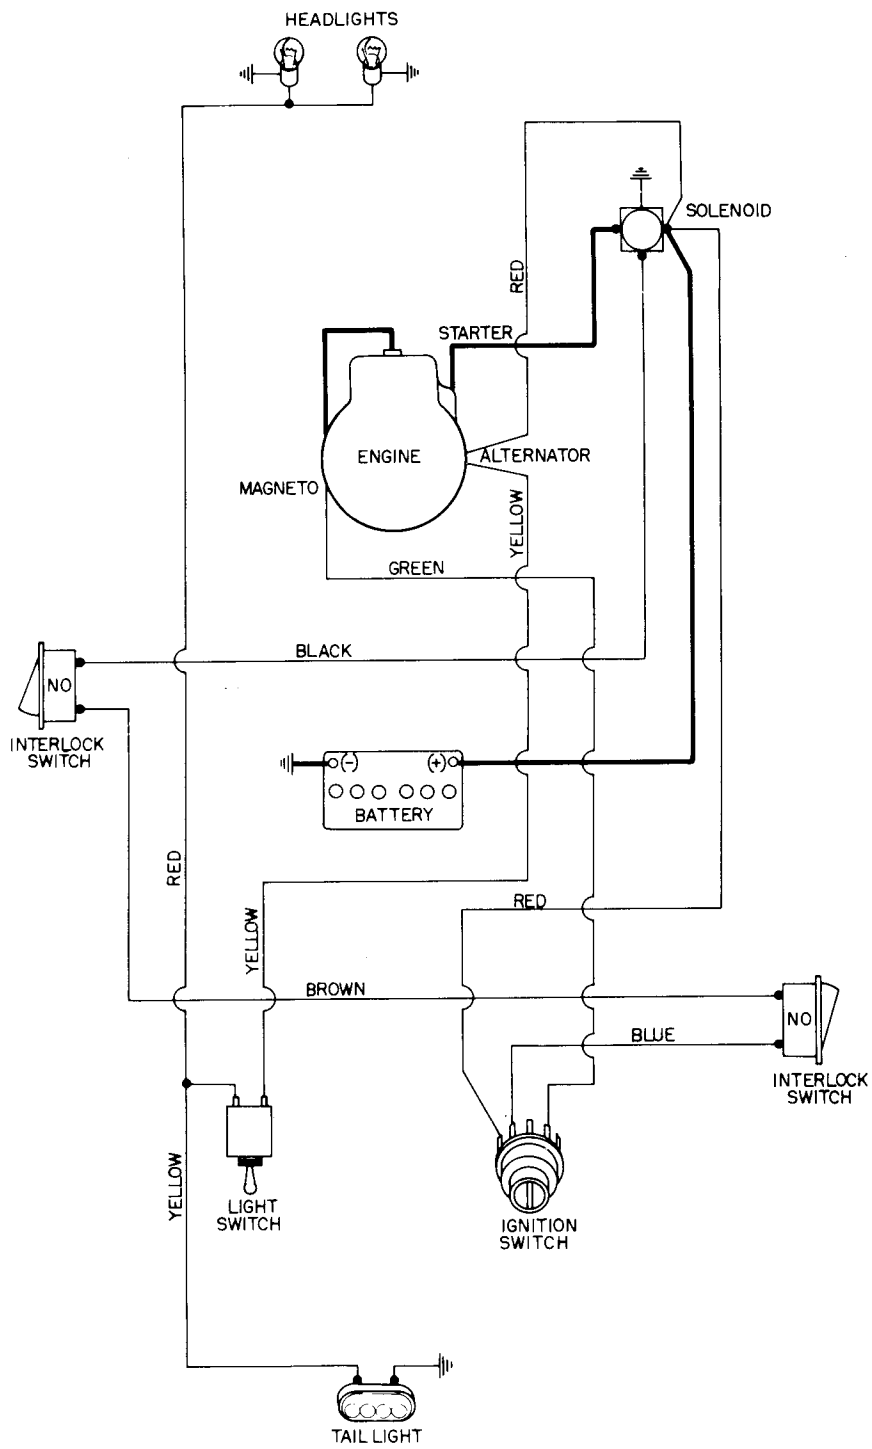 HEADLIGHTS
SOLENOID
RED
STARTER
ENGINE
ALTERNATOR
MAGNETO
YELLOW
GREEN
BLACK
NO
INTERLOCK
SWITCH
(-)
(+)
BATTERY
RED
RED
YELLOW
BROWN
NO
BLUE
INTERLOCK
SWITCH
YELLOW
LIGHT
SWITCH
IGNITION
SWITCH
TAIL LIGHT